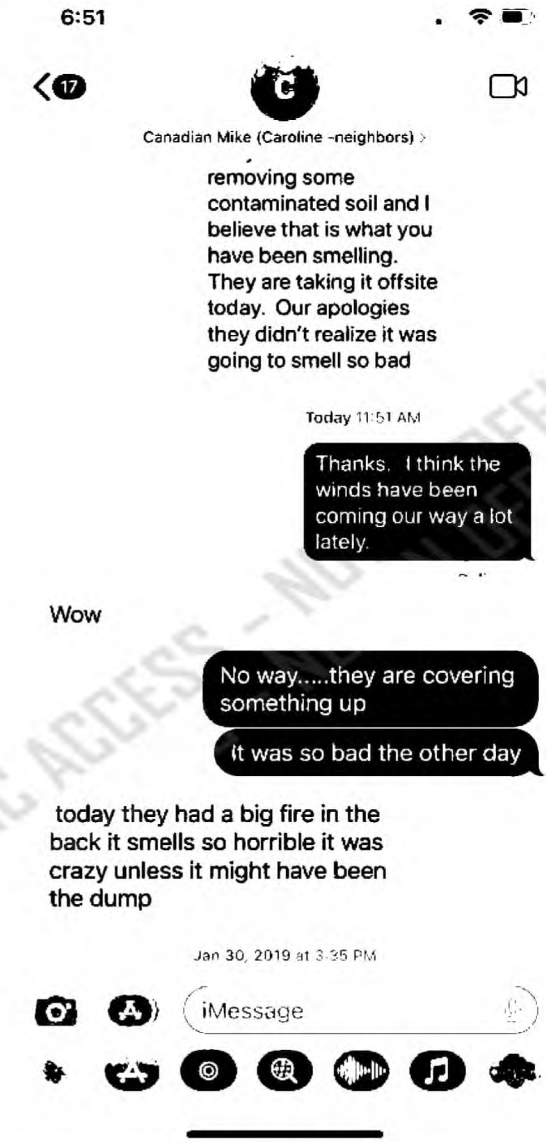 6:51
17
C
Canadian Mike (Caroline -neighbors) >
removing some
contaminated soil and I
believe that is what you
have been smelling.
They are taking it offsite
today. Our apologies
they didn't realize it was
going to smell so bad
Today 11:51 AM
Thanks. I think the
winds have been
coming our way a lot
lately.
Wow
No way.....they are covering
something up
it was so bad the other day
today they had a big fire in the
back it smells so horrible it was
crazy unless it might have been
the dump
Jan 30, 2019 at 3:35 PM
iMessage